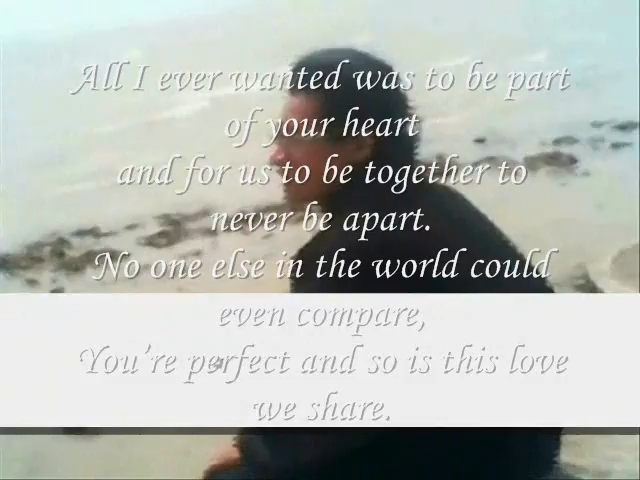 All I ever wanted was to be part
of your heart
and for us to be together to
never be apart.
No one else in the world could
even compare,
You're perfect and so is this love
we share.